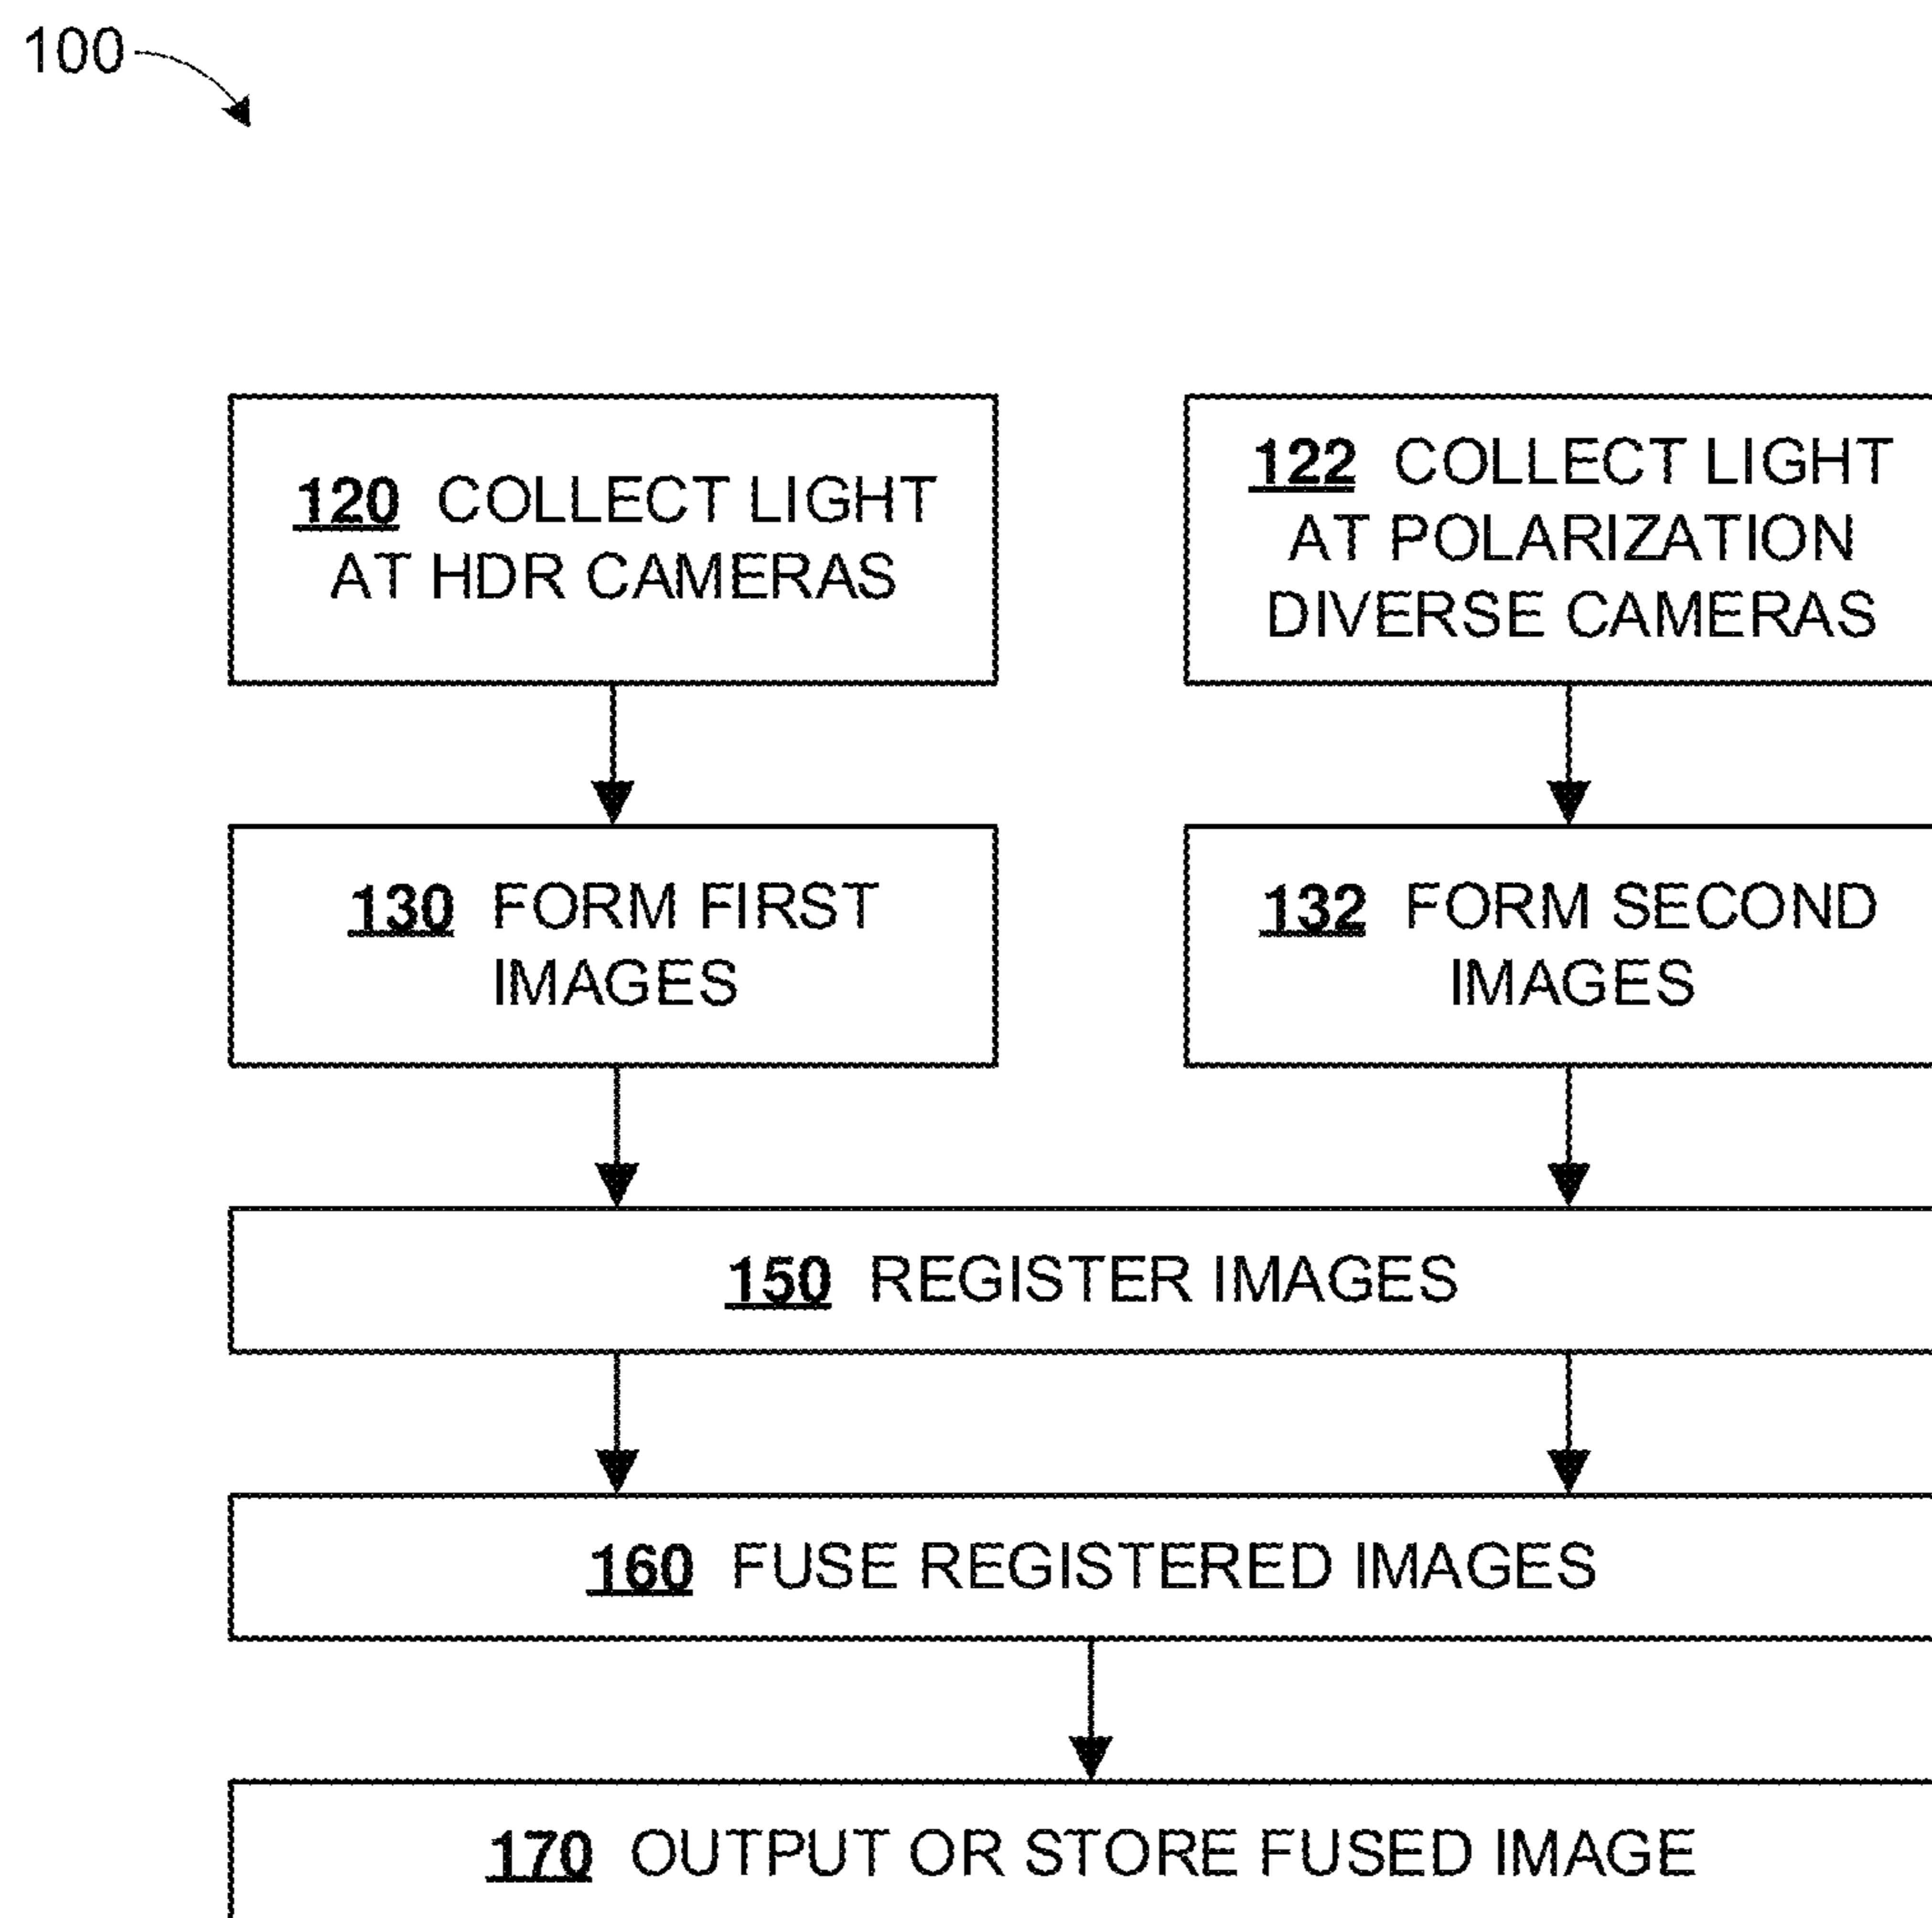 100
120 COLLECT LIGHT
AT HDR CAMERAS
122 COLLECT LIGHT
AT POLARIZATION
DIVERSE CAMERAS
130 FORM FIRST
IMAGES
132 FORM SECOND
IMAGES
150 REGISTER IMAGES
160 FUSE REGISTERED IMAGES
170 OUTPUT OR STORE FUSED IMAGE